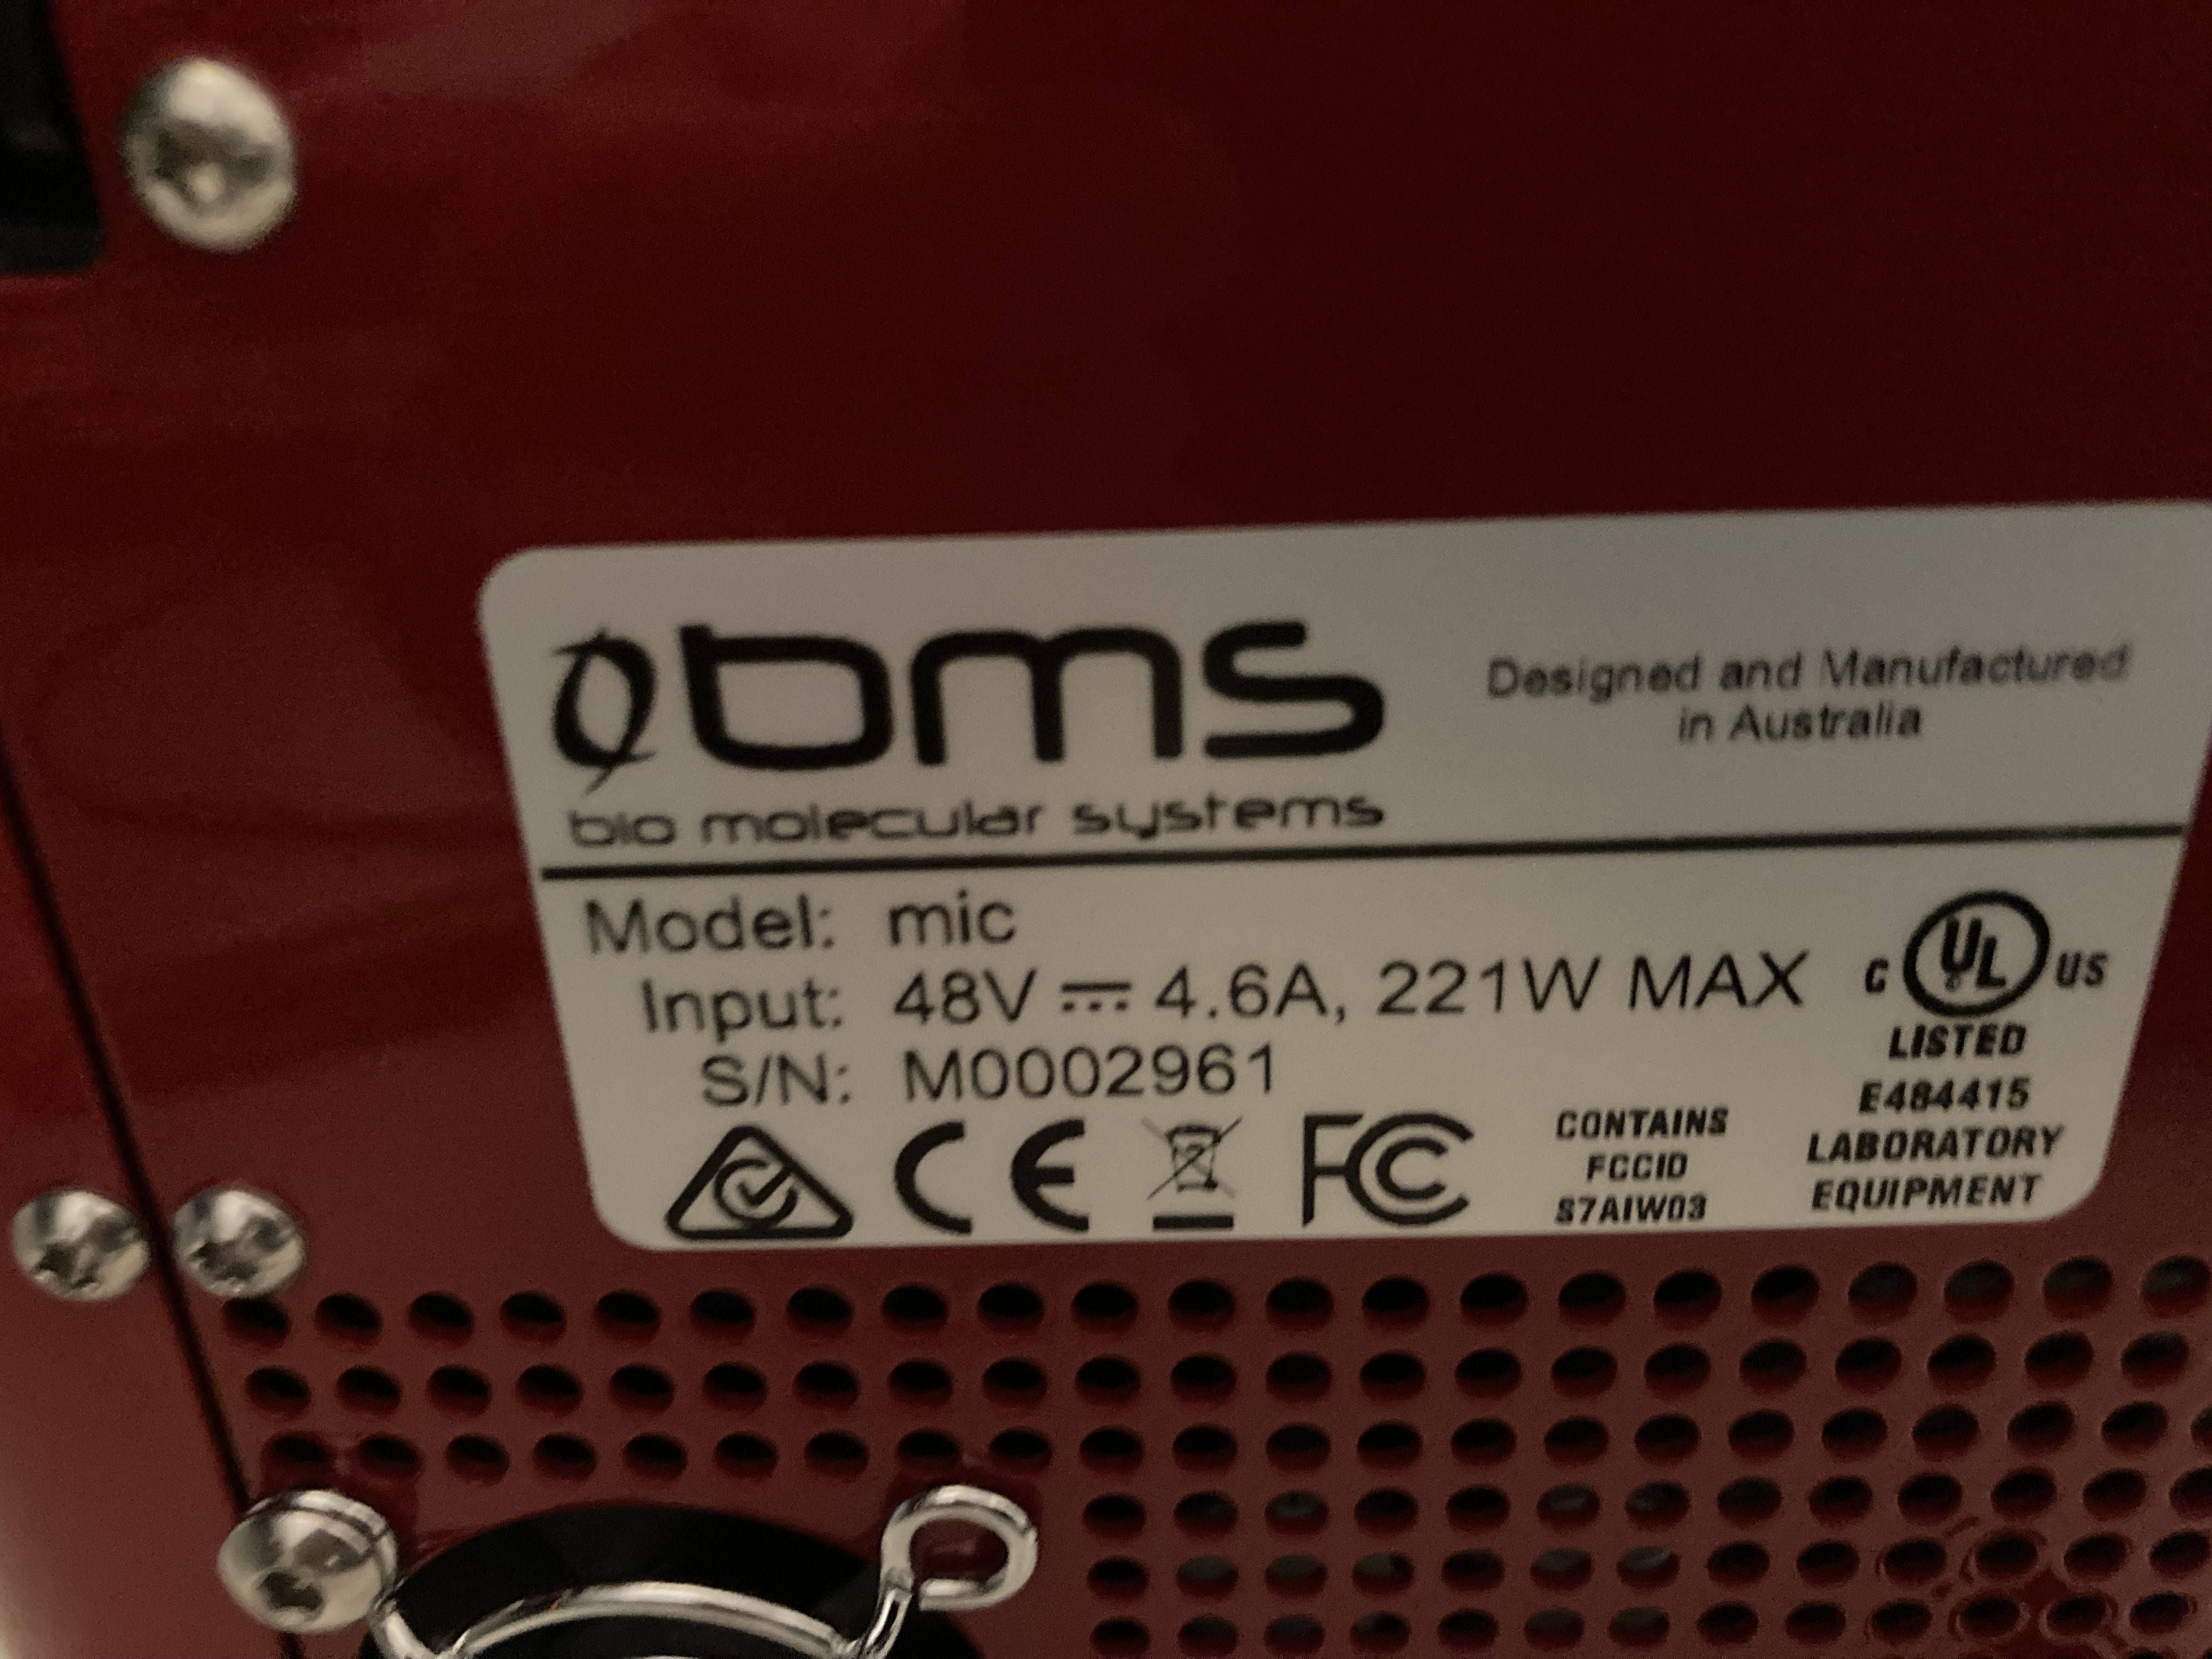 bms
bio molecular systems
Designed and Manufactured
in Australia
Model: mic
Input: 48V ⎓ 4.6A, 221W MAX
S/N: M0002961
C UL US
LISTED
E484415
LABORATORY
EQUIPMENT
CE
FC
CONTAINS
FCCID
S7AIW03